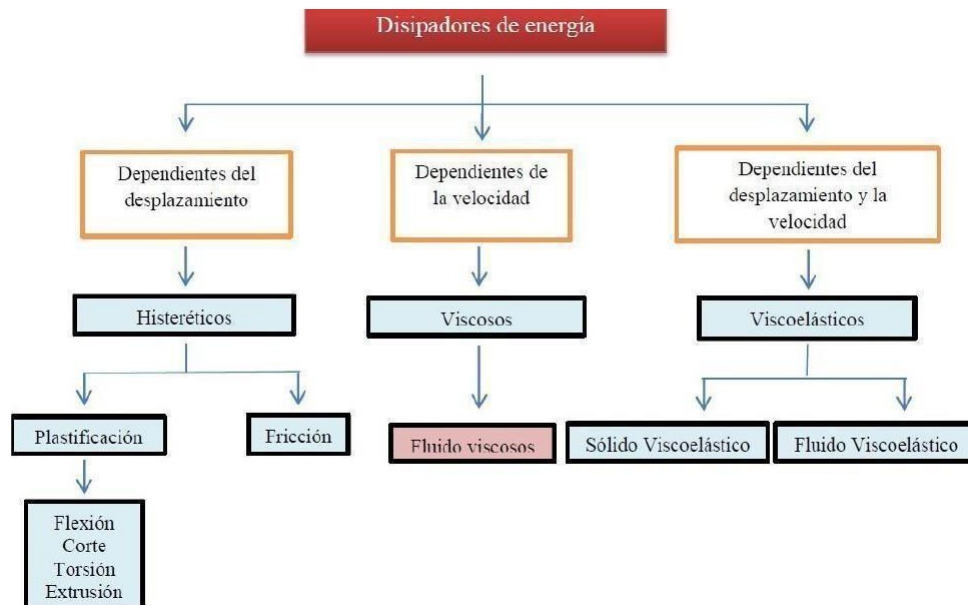 Disipadores de energía
Dependientes del
desplazamiento
Dependientes de
la velocidad
Dependientes del
desplazamiento y la
velocidad
Histeréticos
Viscosos
Viscoelásticos
Plastificación
Fricción
Fluido viscosos
Sólido Viscoelástico
Fluido Viscoelástico
Flexión
Corte
Torsión
Extrusión